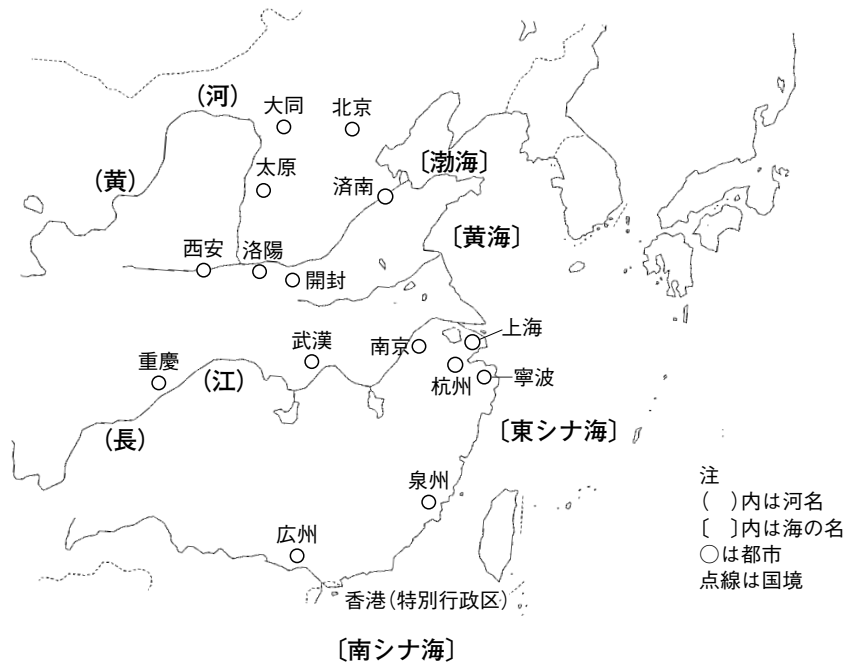 (河)
大同
北京
〔渤海〕
(黄)
太原
済南
〔黄海〕
西安
洛陽
開封
上海
武漢
南京
重慶
(江)
杭州
寧波
(長)
〔東シナ海〕
泉州
広州
香港(特別行政区)
〔南シナ海〕
注
(　)内は河名
〔　〕内は海の名
○は都市
点線は国境